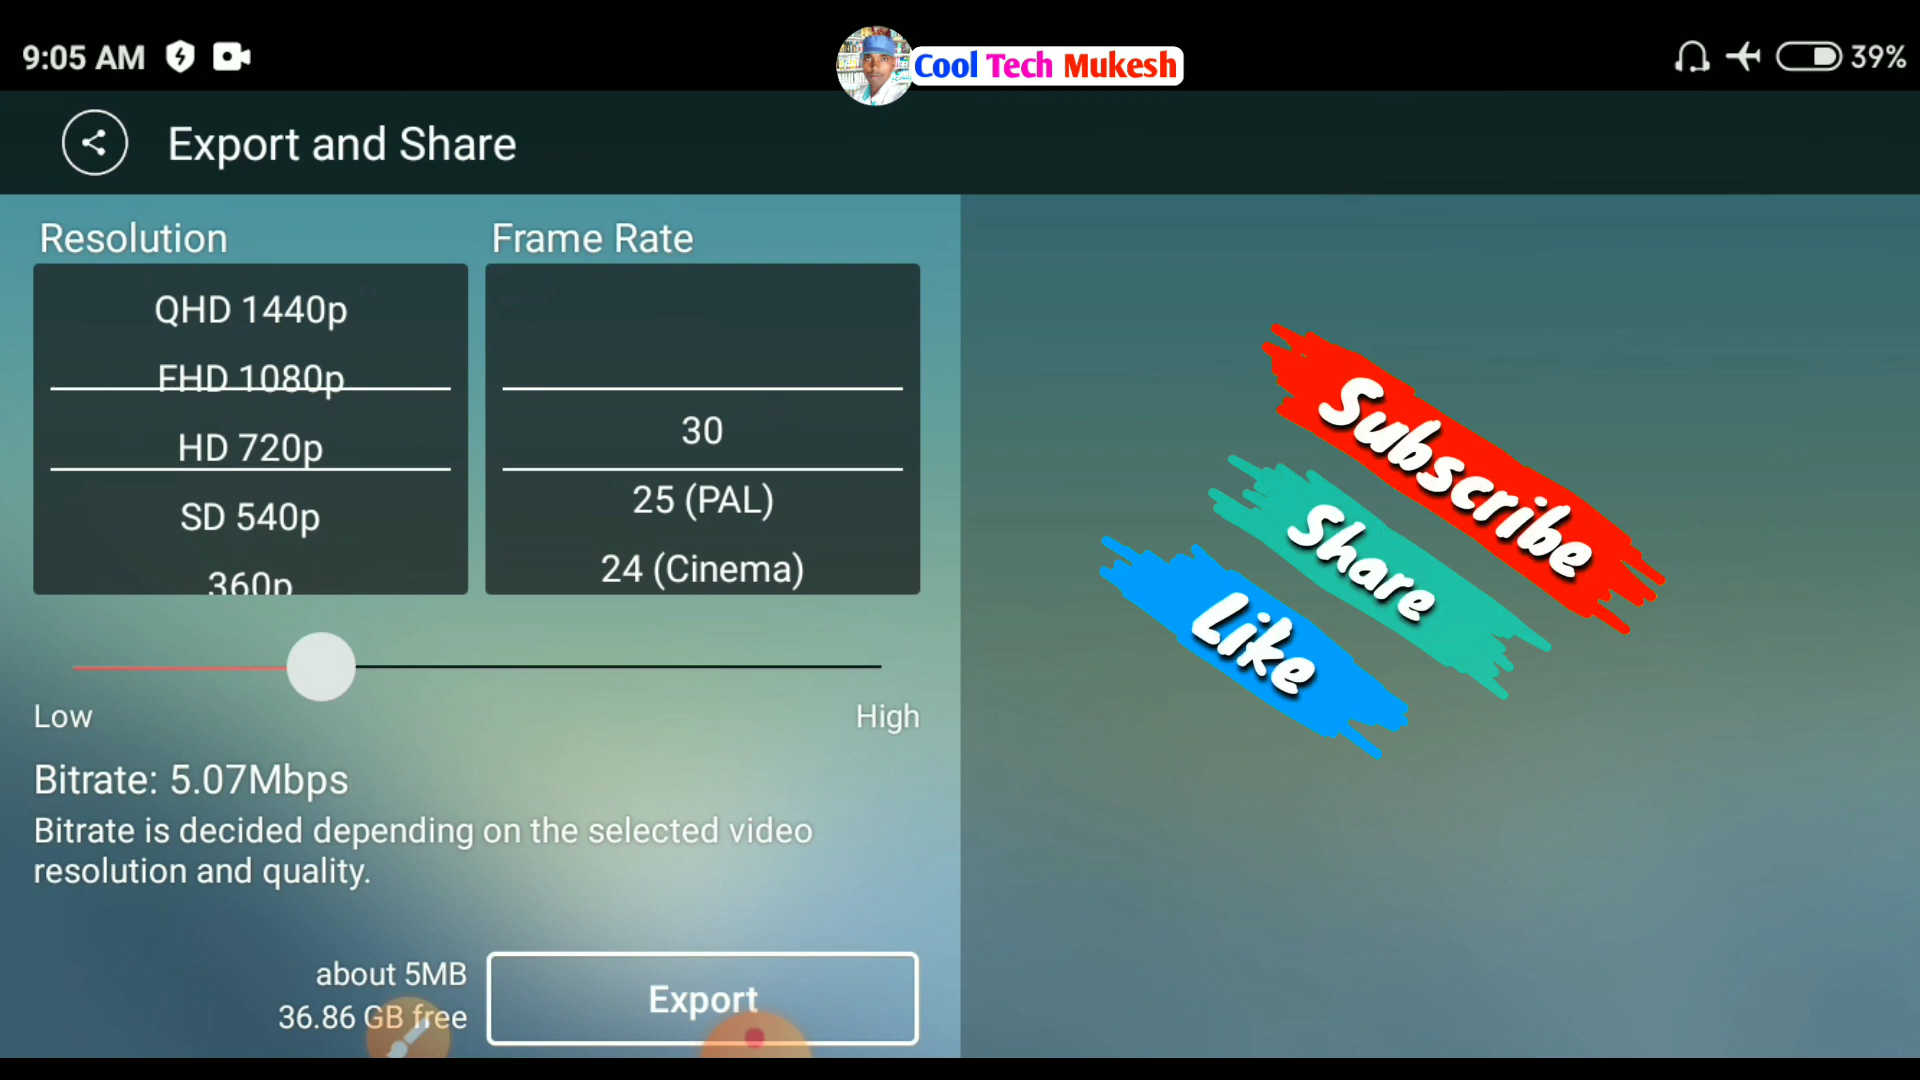 9:05 AM
Cool Tech Mukesh
39%
Export and Share
Resolution
Frame Rate
QHD 1440p
FHD 1080p
HD 720p
SD 540p
360p
30
25 (PAL)
24 (Cinema)
Low
High
Bitrate: 5.07Mbps
Bitrate is decided depending on the selected video
resolution and quality.
about 5MB
36.86 GB free
Export
Subscribe
Share
Like